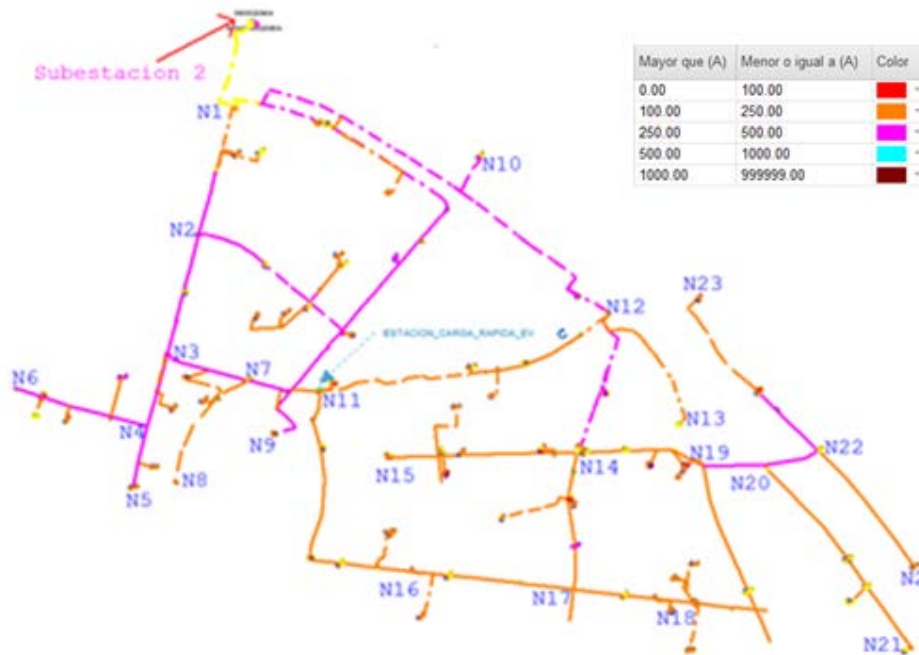 Subestacion 2
Mayor que (A) Menor o igual a (A) Color
0.00 100.00
100.00 250.00
250.00 500.00
500.00 1000.00
1000.00 999999.00
N1
N10
N2
N23
N12
ESTACION_CARGA_RAPIDA_EV
N3
N7
N6
N11
N13
N4
N9
N5
N8
N15
N14
N19
N20
N22
N16
N17
N18
N2
N21